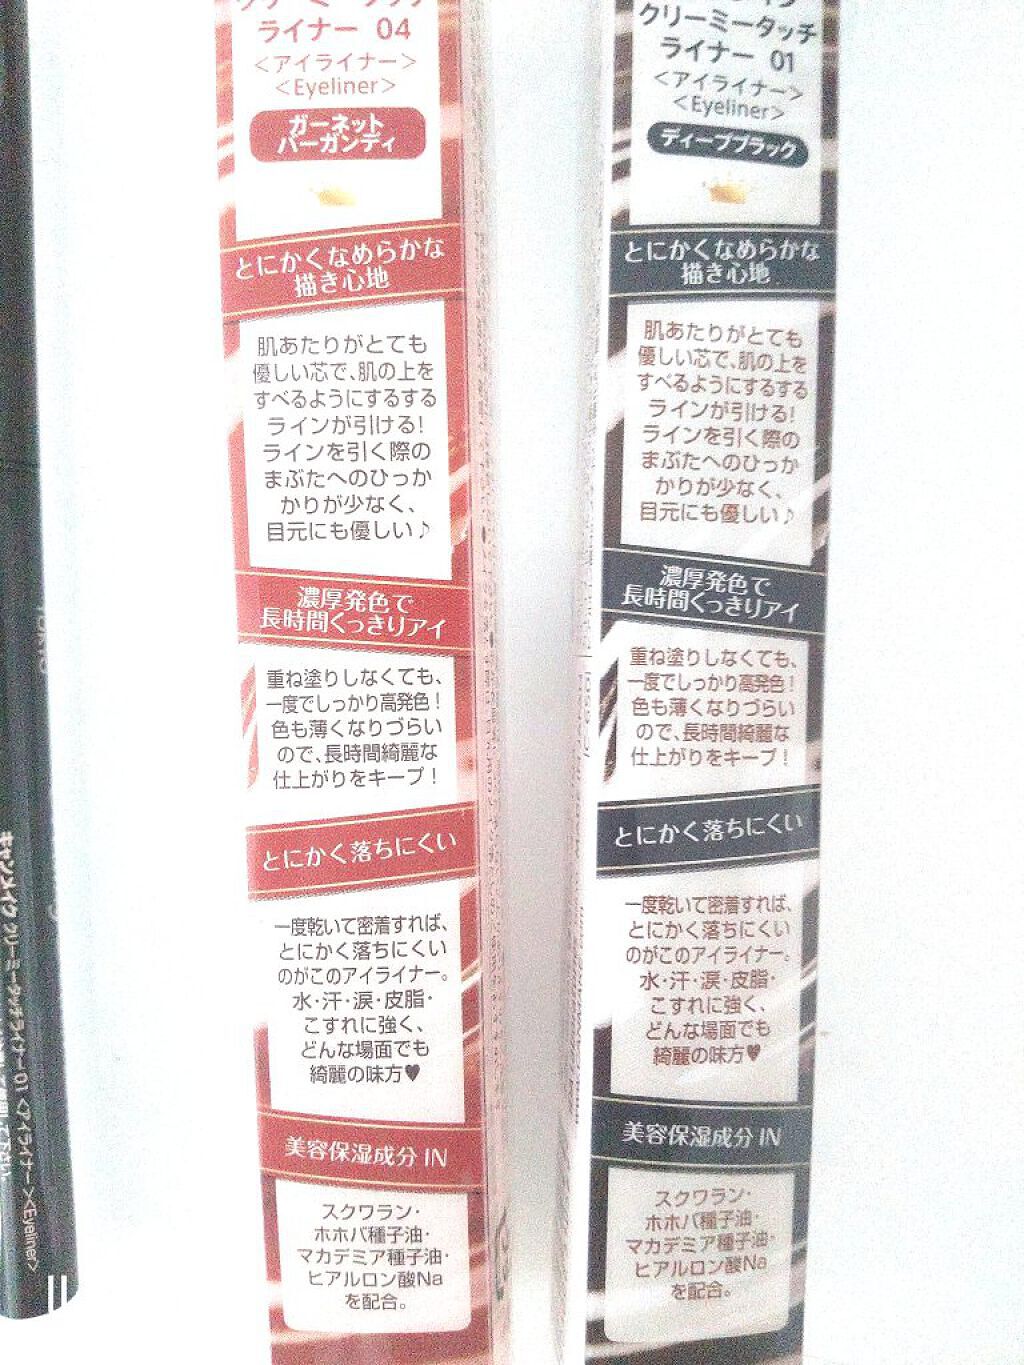 ライナー 04
＜アイライナー＞
＜Eyeliner＞
ガーネット
バーガンディ
とにかくなめらかな
描き心地
肌あたりがとても
優しい芯で、肌の上を
すべるようにするする
ラインが引ける!
ラインを引く際の
まぶたへのひっか
かりが少なく、
目元にも優しい♪
濃厚発色で
長時間くっきりアイ
重ね塗りしなくても、
一度でしっかり高発色!
色も薄くなりづらい
ので、長時間綺麗な
仕上がりをキープ!
とにかく落ちにくい
一度乾いて密着すれば、
とにかく落ちにくい
のがこのアイライナー。
水・汗・涙・皮脂・
こすれに強く、
どんな場面でも
綺麗の味方♥
美容保湿成分 IN
スクワラン・
ホホバ種子油・
マカデミア種子油・
ヒアルロン酸Na
を配合。
クリーミータッチ
ライナー 01
＜アイライナー＞
＜Eyeliner＞
ディープブラック
とにかくなめらかな
描き心地
肌あたりがとても
優しい芯で、肌の上を
すべるようにするする
ラインが引ける!
ラインを引く際の
まぶたへのひっか
かりが少なく、
目元にも優しい♪
濃厚発色で
長時間くっきりアイ
重ね塗りしなくても、
一度でしっかり高発色!
色も薄くなりづらい
ので、長時間綺麗な
仕上がりをキープ!
とにかく落ちにくい
一度乾いて密着すれば、
とにかく落ちにくい
のがこのアイライナー。
水・汗・涙・皮脂・
こすれに強く、
どんな場面でも
綺麗の味方♥
美容保湿成分 IN
スクワラン・
ホホバ種子油・
マカデミア種子油・
ヒアルロン酸Na
を配合。
キャンメイク クリーミータッチライナー 01 ＜アイライナー＞＜Eyeliner＞